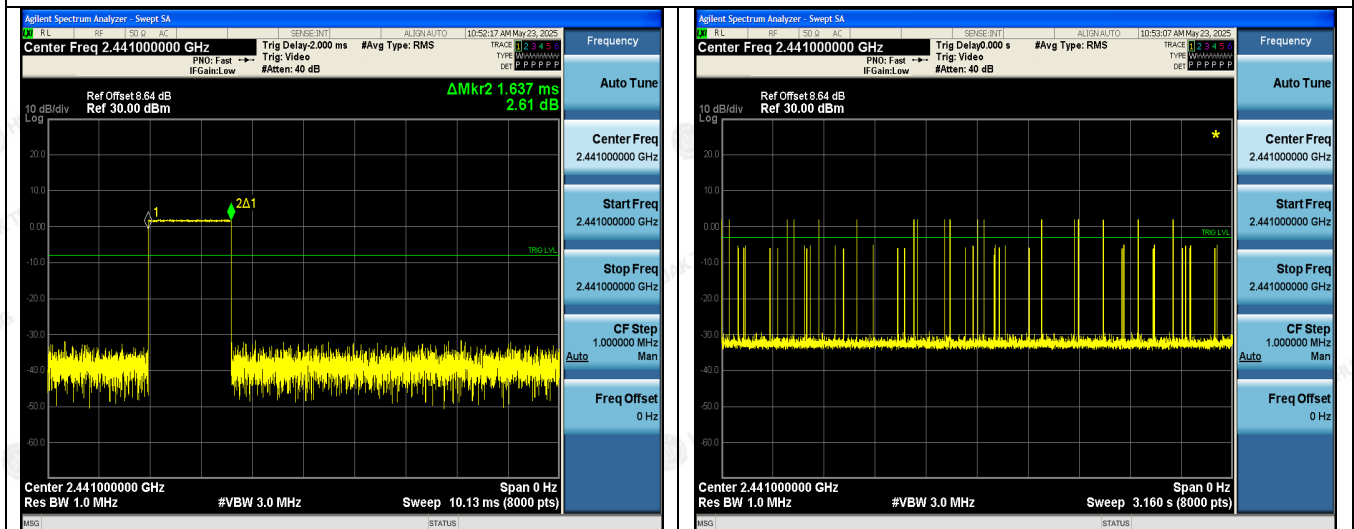 Agilent Spectrum Analyzer - Swept SA
LXI RL RF 50 Ω AC SENSE:INT ALIGN AUTO 10:52:17 AM May 23, 2025
Center Freq 2.441000000 GHz
Trig Delay-2.000 ms #Avg Type: RMS
TRACE 1 2 3 4 5 6
PNO: Fast Trig: Video
TYPE
IFGain:Low #Atten: 40 dB
DET P P P P P P
ΔMkr2 1.637 ms
2.61 dB
Ref Offset 8.64 dB
10 dB/div Ref 30.00 dBm
Log
20.0
10.0
0.00
-10.0
-20.0
-30.0
-40.0
-50.0
-60.0
1
2Δ1
TRIG LVL
Center 2.441000000 GHz Span 0 Hz
Res BW 1.0 MHz #VBW 3.0 MHz Sweep 10.13 ms (8000 pts)
MSG STATUS
Frequency
Auto Tune
Center Freq
2.441000000 GHz
Start Freq
2.441000000 GHz
Stop Freq
2.441000000 GHz
CF Step
1.000000 MHz
Auto Man
Freq Offset
0 Hz
Agilent Spectrum Analyzer - Swept SA
LXI RL RF 50 Ω AC SENSE:INT ALIGN AUTO 10:53:07 AM May 23, 2025
Center Freq 2.441000000 GHz
Trig Delay0.000 s #Avg Type: RMS
TRACE 1 2 3 4 5 6
PNO: Fast Trig: Video
TYPE
IFGain:Low #Atten: 40 dB
DET P P P P P P
Ref Offset 8.64 dB
10 dB/div Ref 30.00 dBm
Log
*
20.0
10.0
0.00
-10.0
-20.0
-30.0
-40.0
-50.0
-60.0
TRIG LVL
Center 2.441000000 GHz Span 0 Hz
Res BW 1.0 MHz #VBW 3.0 MHz Sweep 3.160 s (8000 pts)
MSG STATUS
Frequency
Auto Tune
Center Freq
2.441000000 GHz
Start Freq
2.441000000 GHz
Stop Freq
2.441000000 GHz
CF Step
1.000000 MHz
Auto Man
Freq Offset
0 Hz